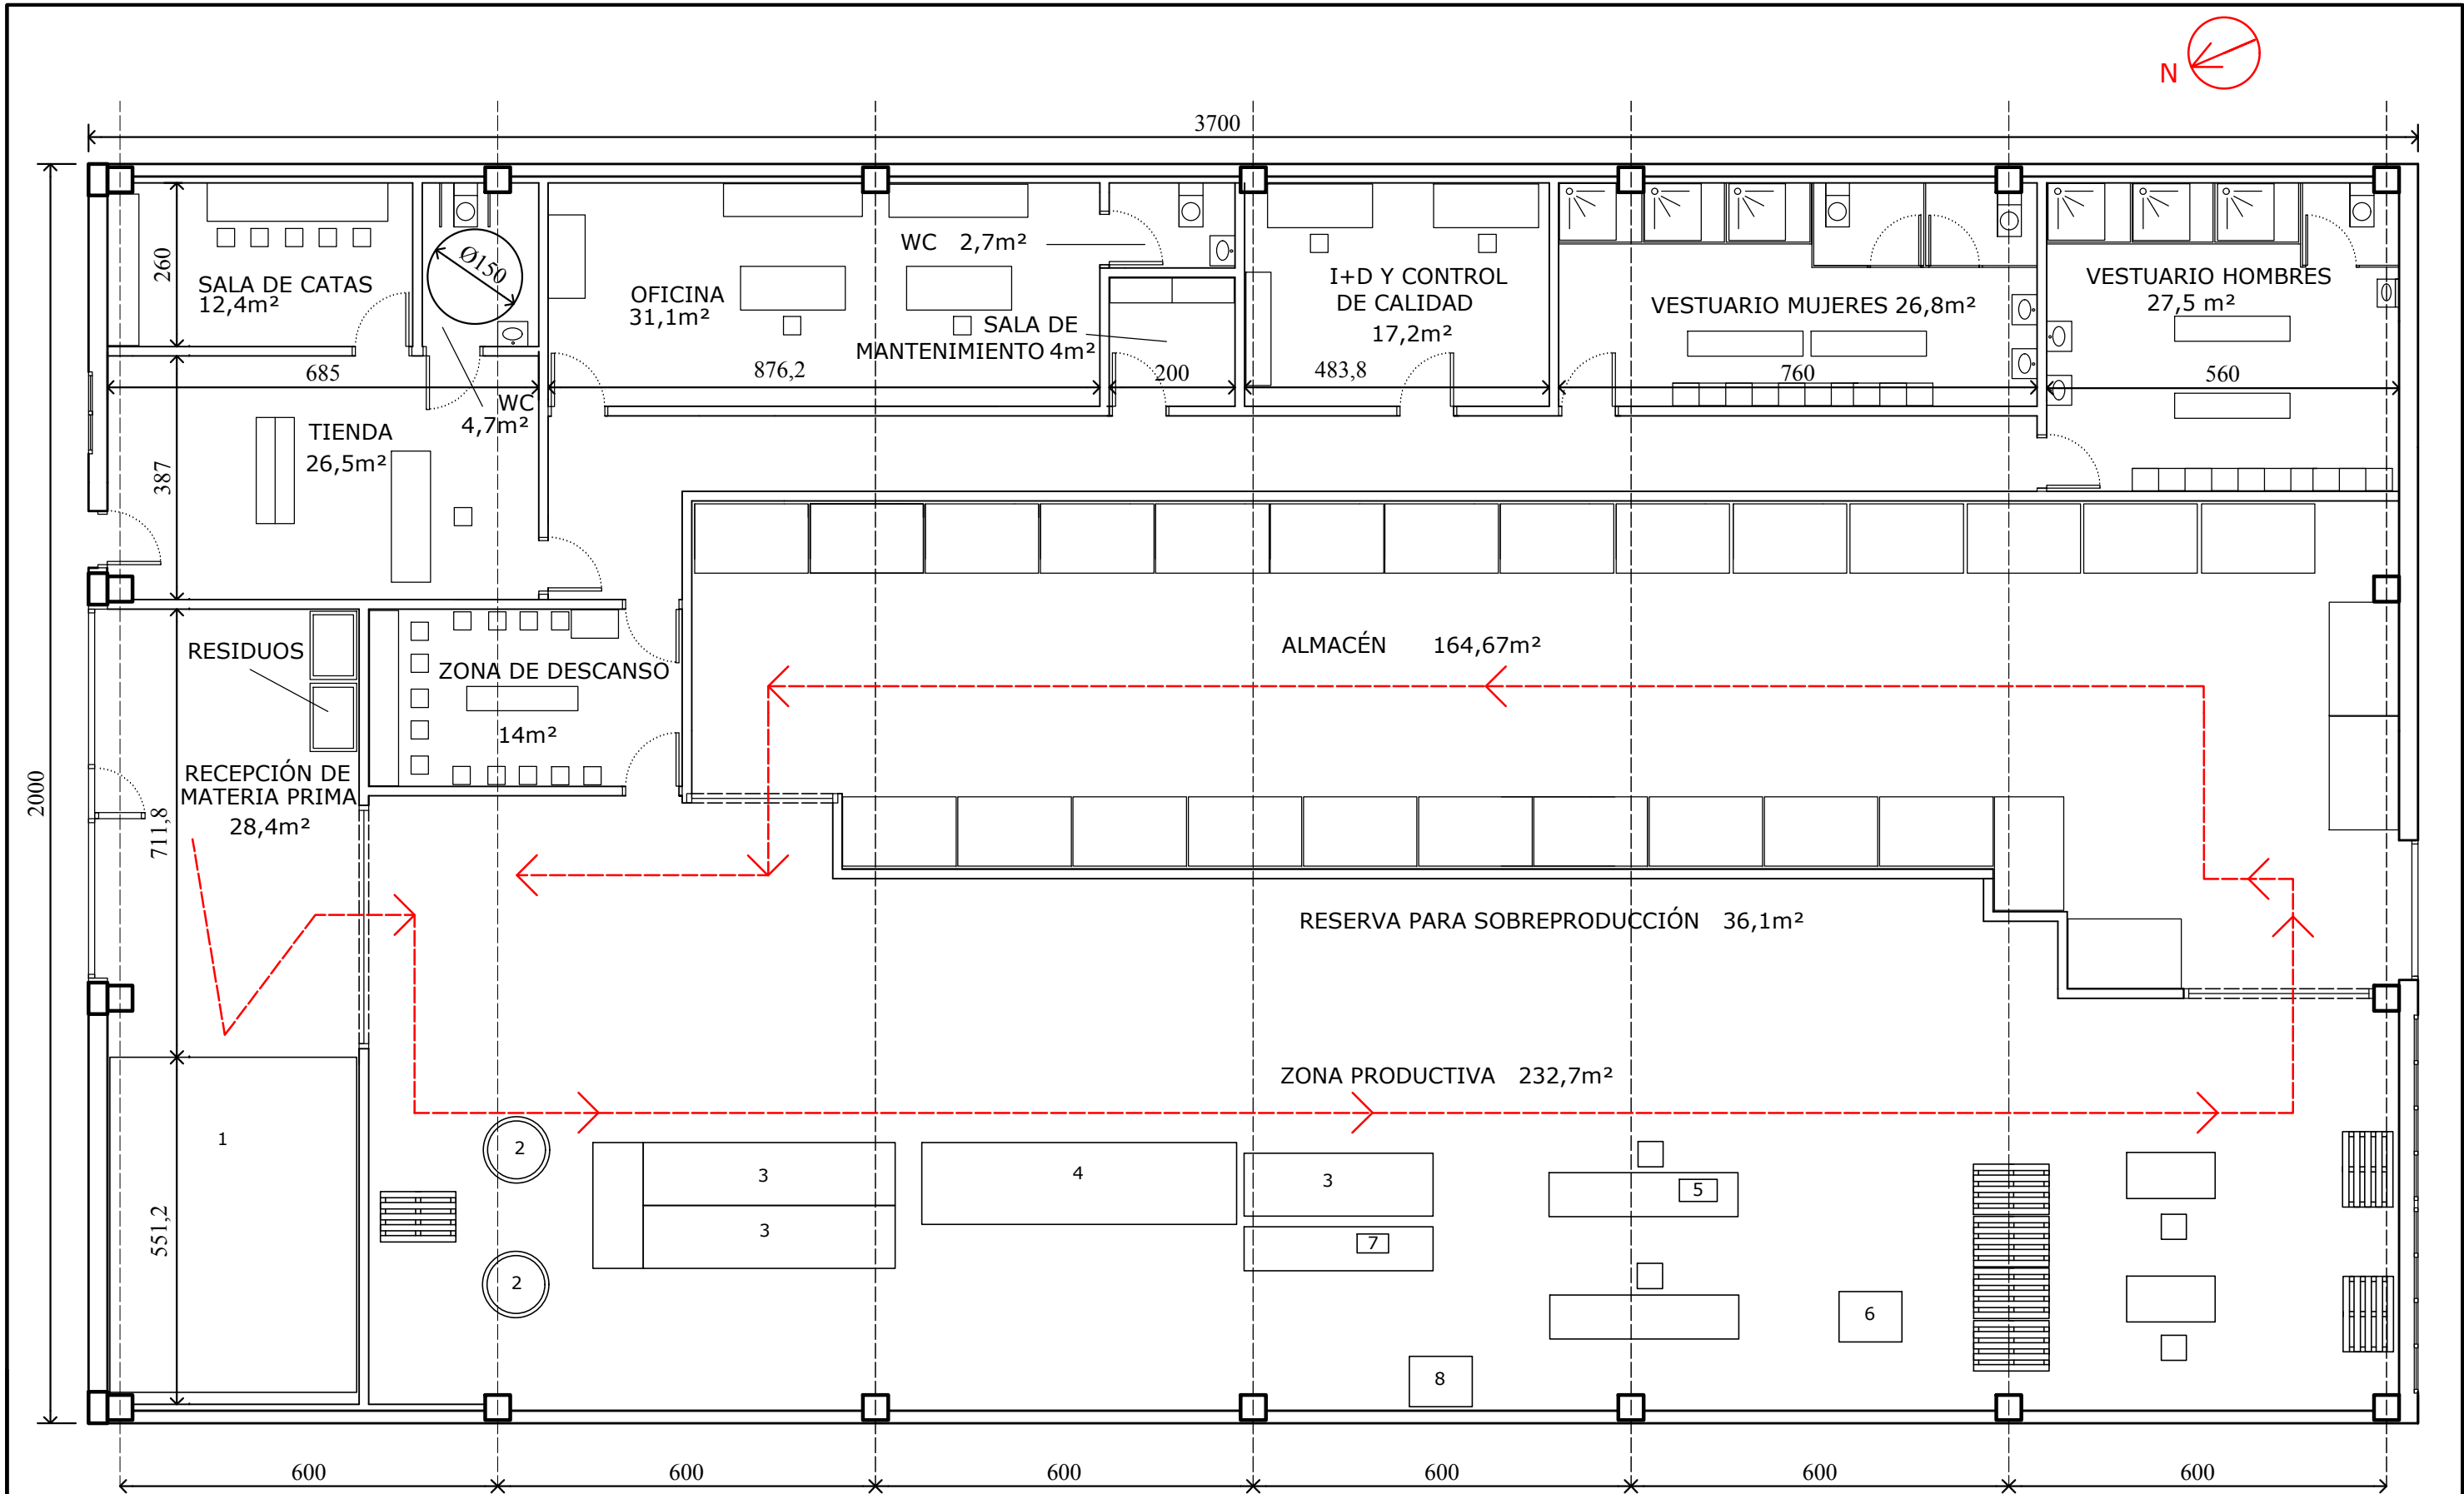 N
3700
260
SALA DE CATAS
12,4m²
Ø150
OFICINA
31,1m²
WC 2,7m²
SALA DE
MANTENIMIENTO 4m²
I+D Y CONTROL
DE CALIDAD
17,2m²
VESTUARIO MUJERES 26,8m²
VESTUARIO HOMBRES
27,5 m²
685
876,2
200
483,8
760
560
WC
4,7m²
TIENDA
26,5m²
387
RESIDUOS
ZONA DE DESCANSO
14m²
ALMACÉN 164,67m²
2000
RECEPCIÓN DE
MATERIA PRIMA
28,4m²
711,8
RESERVA PARA SOBREPRODUCCIÓN 36,1m²
ZONA PRODUCTIVA 232,7m²
1
2
3
4
3
5
551,2
3
7
2
6
8
600
600
600
600
600
600